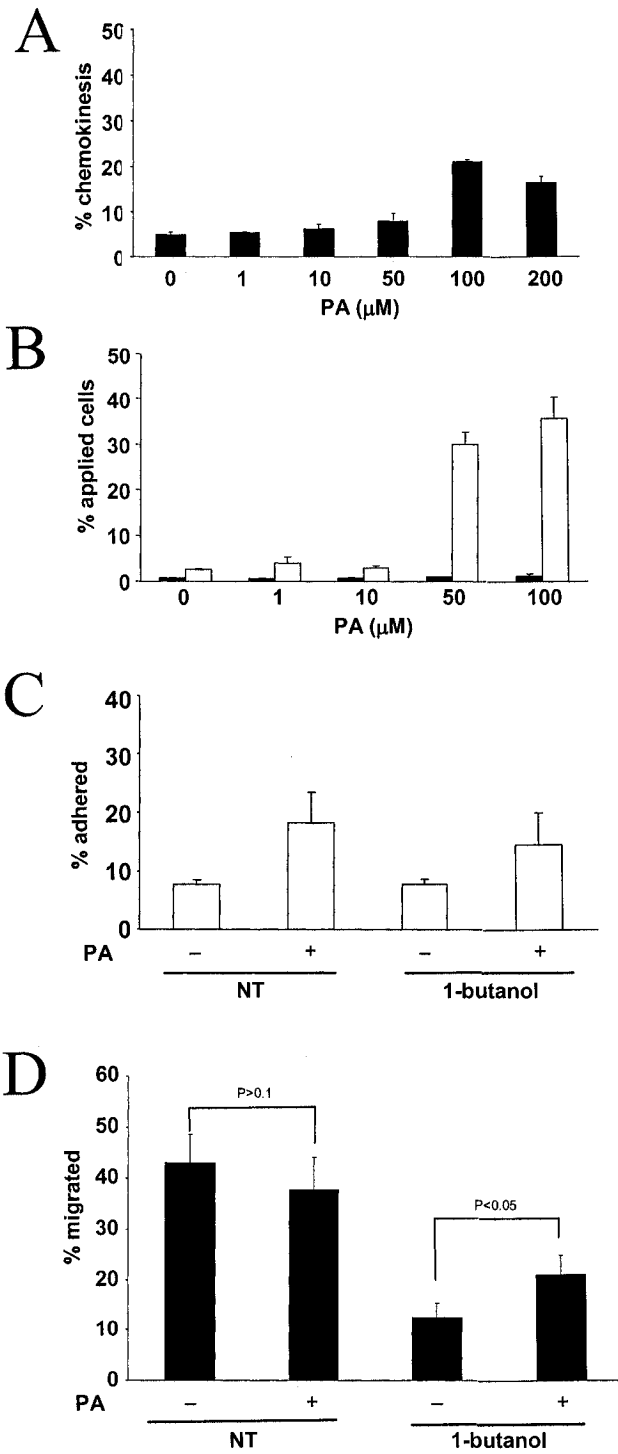 A
% chemokinesis
50
40
30
20
10
0
0 1 10 50 100 200
PA (μM)
B
% applied cells
50
40
30
20
10
0
0 1 10 50 100
PA (μM)
C
% adhered
40
30
20
10
0
PA – + – +
NT 1-butanol
D
% migrated
60
50
40
30
20
10
0
P>0.1
P<0.05
PA – + – +
NT 1-butanol